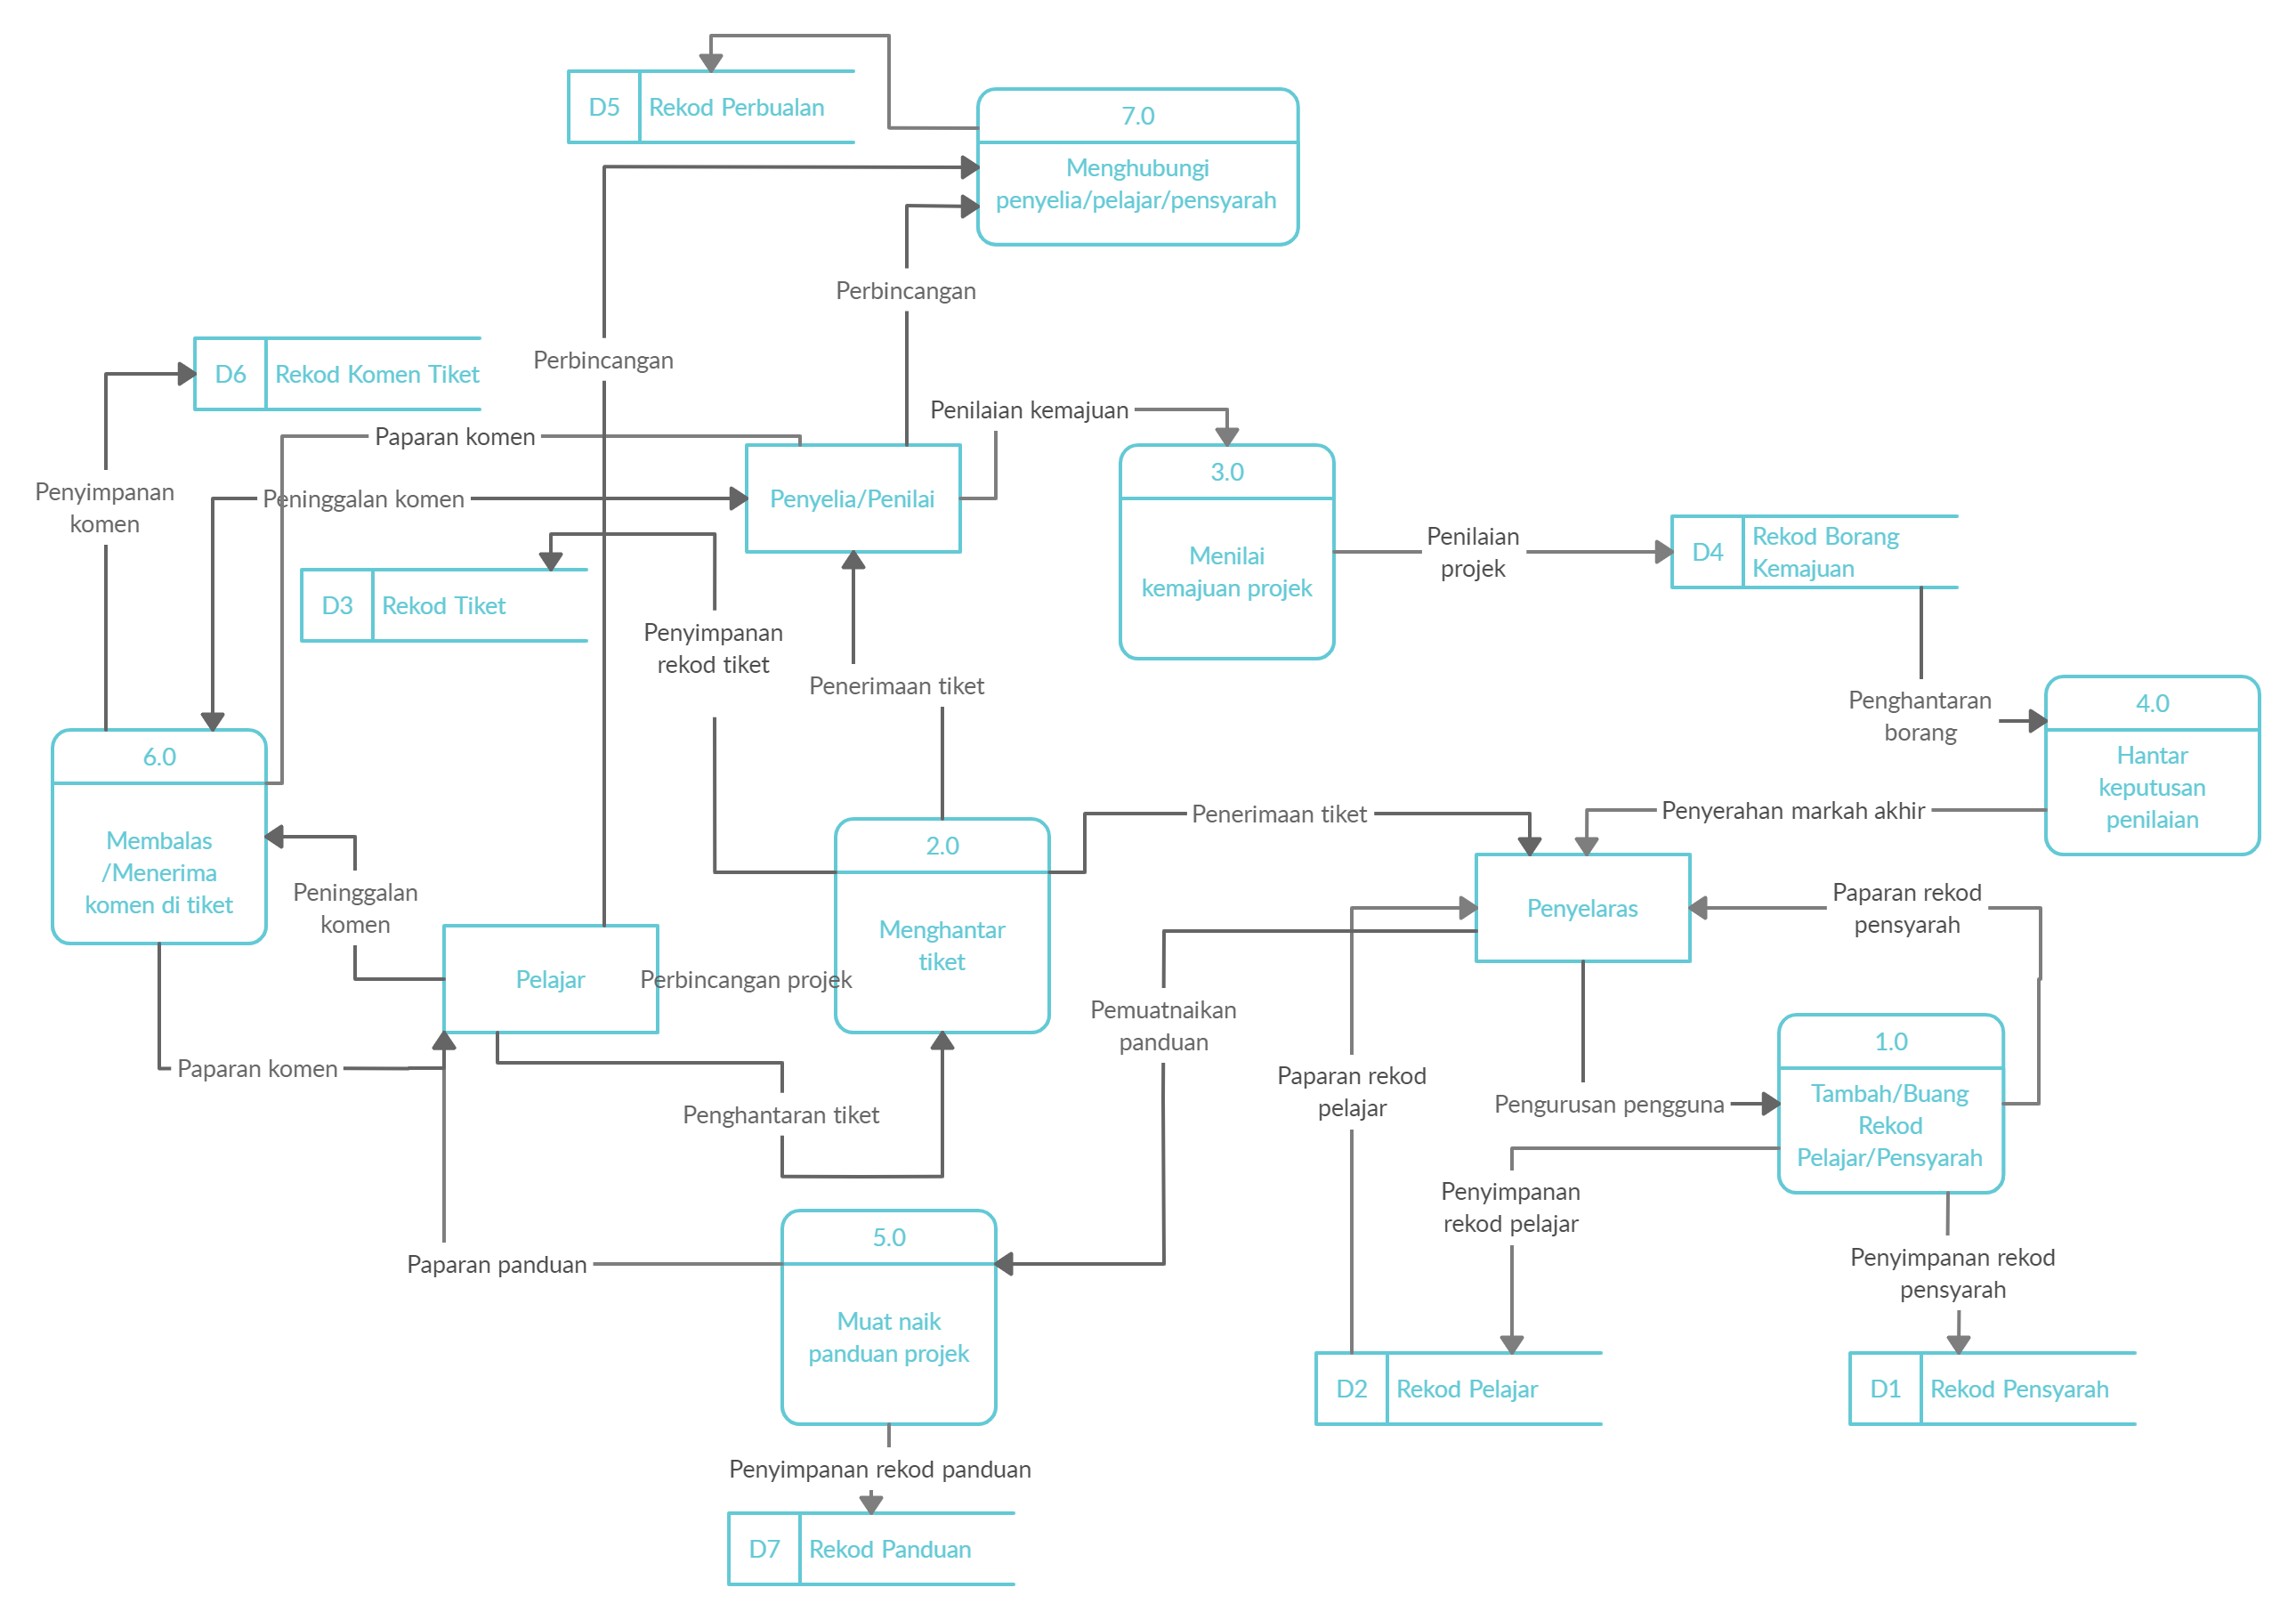 D5
Rekod Perbualan
7.0
Menghubungi
penyelia/pelajar/pensyarah
Perbincangan
Perbincangan
D6
Rekod Komen Tiket
Penilaian kemajuan
Paparan komen
3.0
Penyimpanan
komen
Peninggalan komen
Penyelia/Penilai
Menilai
kemajuan projek
Penilaian
projek
D4
Rekod Borang
Kemajuan
D3
Rekod Tiket
Penyimpanan
rekod tiket
Penerimaan tiket
Penghantaran
borang
4.0
Hantar
keputusan
penilaian
6.0
Membalas
/Menerima
komen di tiket
2.0
Menghantar
tiket
Penerimaan tiket
Penyerahan markah akhir
Peninggalan
komen
Penyelaras
Paparan rekod
pensyarah
Pelajar
Perbincangan projek
Pemuatnaikan
panduan
1.0
Tambah/Buang
Rekod
Pelajar/Pensyarah
Paparan komen
Paparan rekod
pelajar
Pengurusan pengguna
Penghantaran tiket
Penyimpanan
rekod pelajar
5.0
Muat naik
panduan projek
Paparan panduan
Penyimpanan rekod
pensyarah
D2
Rekod Pelajar
D1
Rekod Pensyarah
Penyimpanan rekod panduan
D7
Rekod Panduan